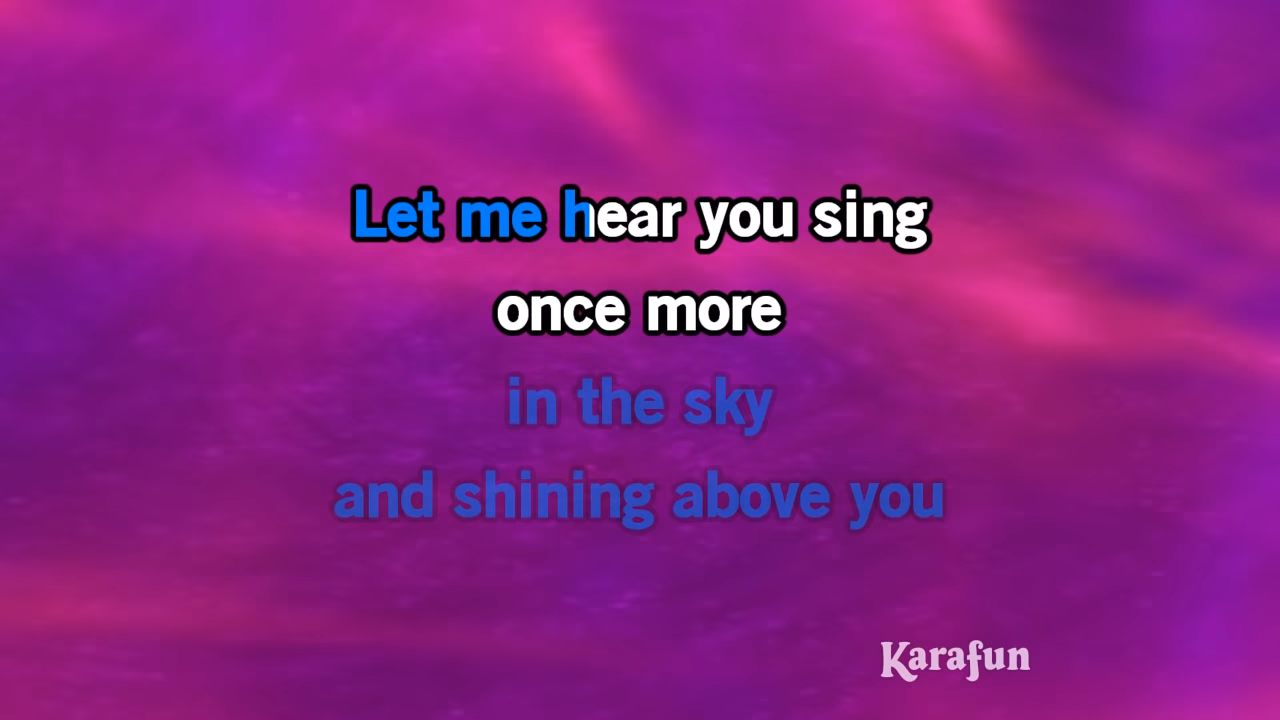 Let me hear you sing
once more
in the sky
and shining above you
Karafun